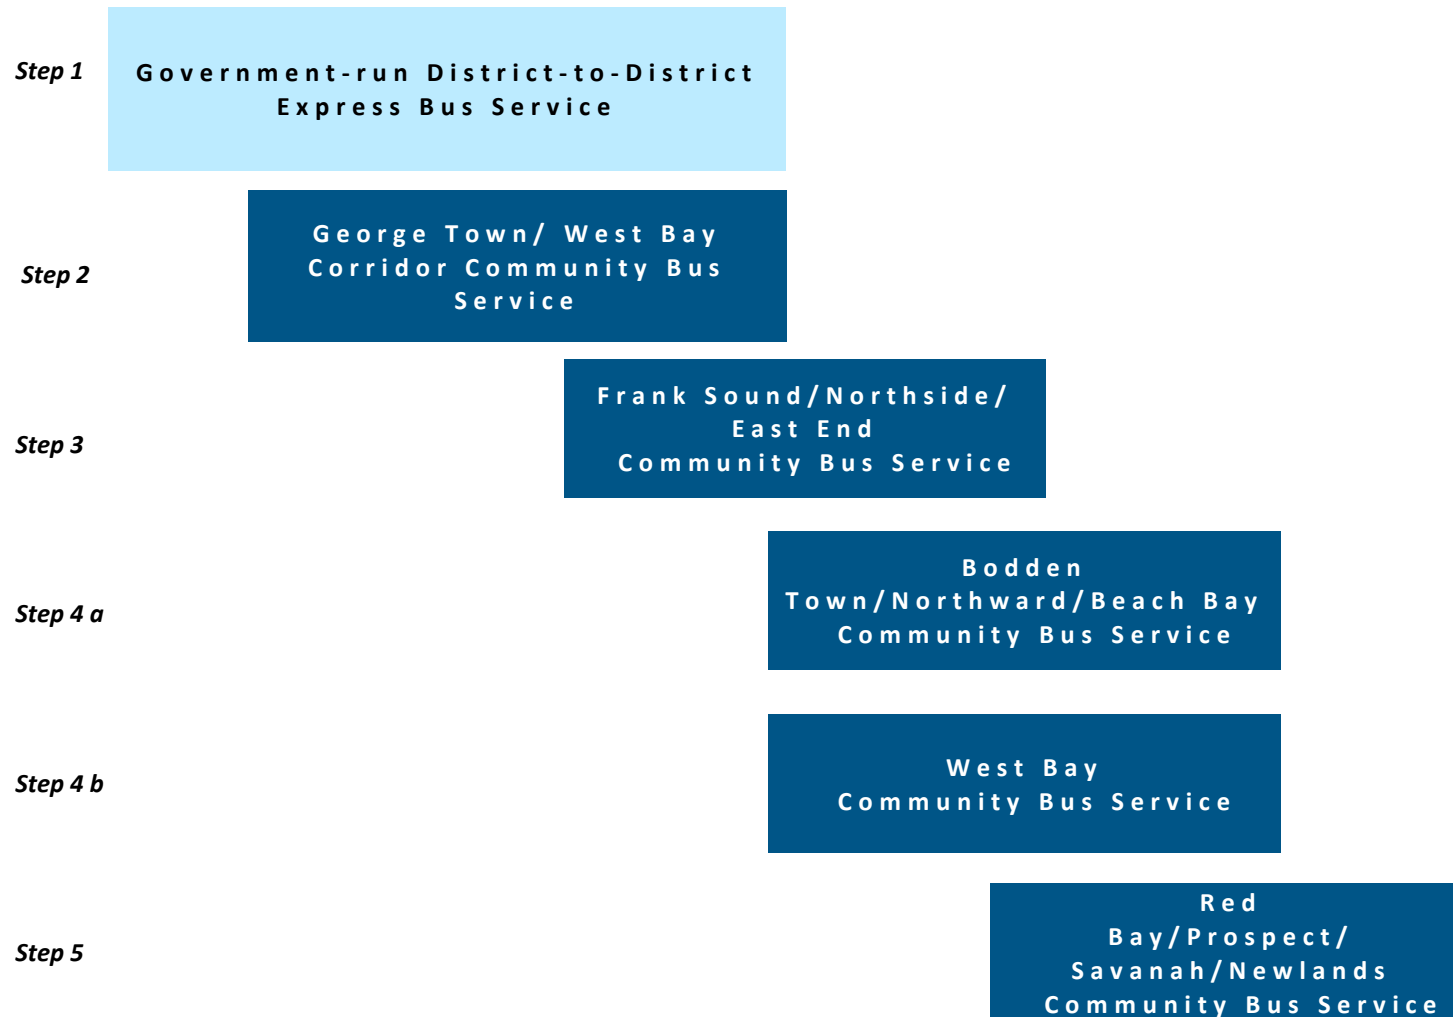 Step 1
Government-run District-to-District
Express Bus Service
Step 2
George Town/ West Bay
Corridor Community Bus
Service
Step 3
Frank Sound/Northside/
East End
Community Bus Service
Step 4 a
Bodden
Town/Northward/Beach Bay
Community Bus Service
Step 4 b
West Bay
Community Bus Service
Step 5
Red
Bay/Prospect/
Savanah/Newlands
Community Bus Service